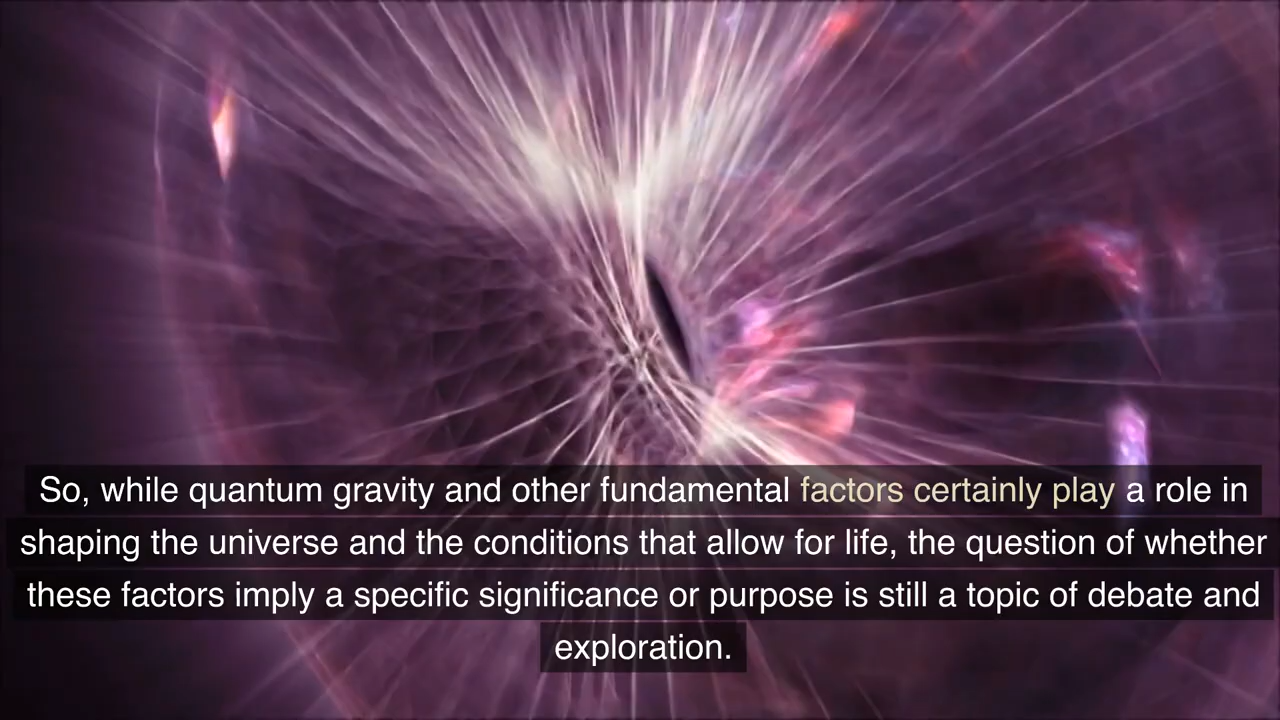 So, while quantum gravity and other fundamental factors certainly play a role in
shaping the universe and the conditions that allow for life, the question of whether
these factors imply a specific significance or purpose is still a topic of debate and
exploration.